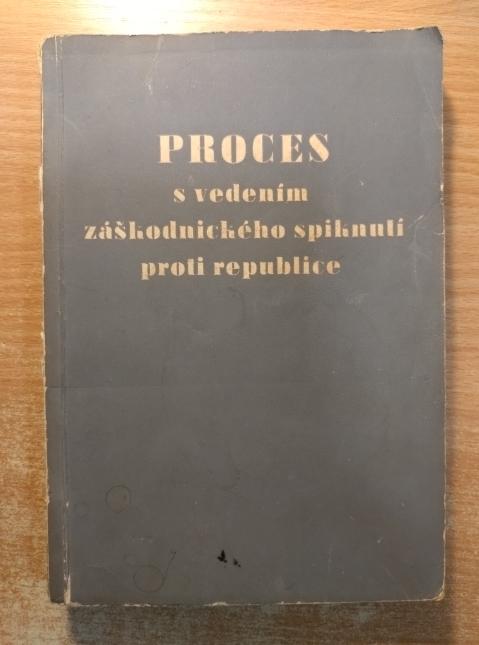 PROCES
s vedením
záškodnického spiknutí
proti republice